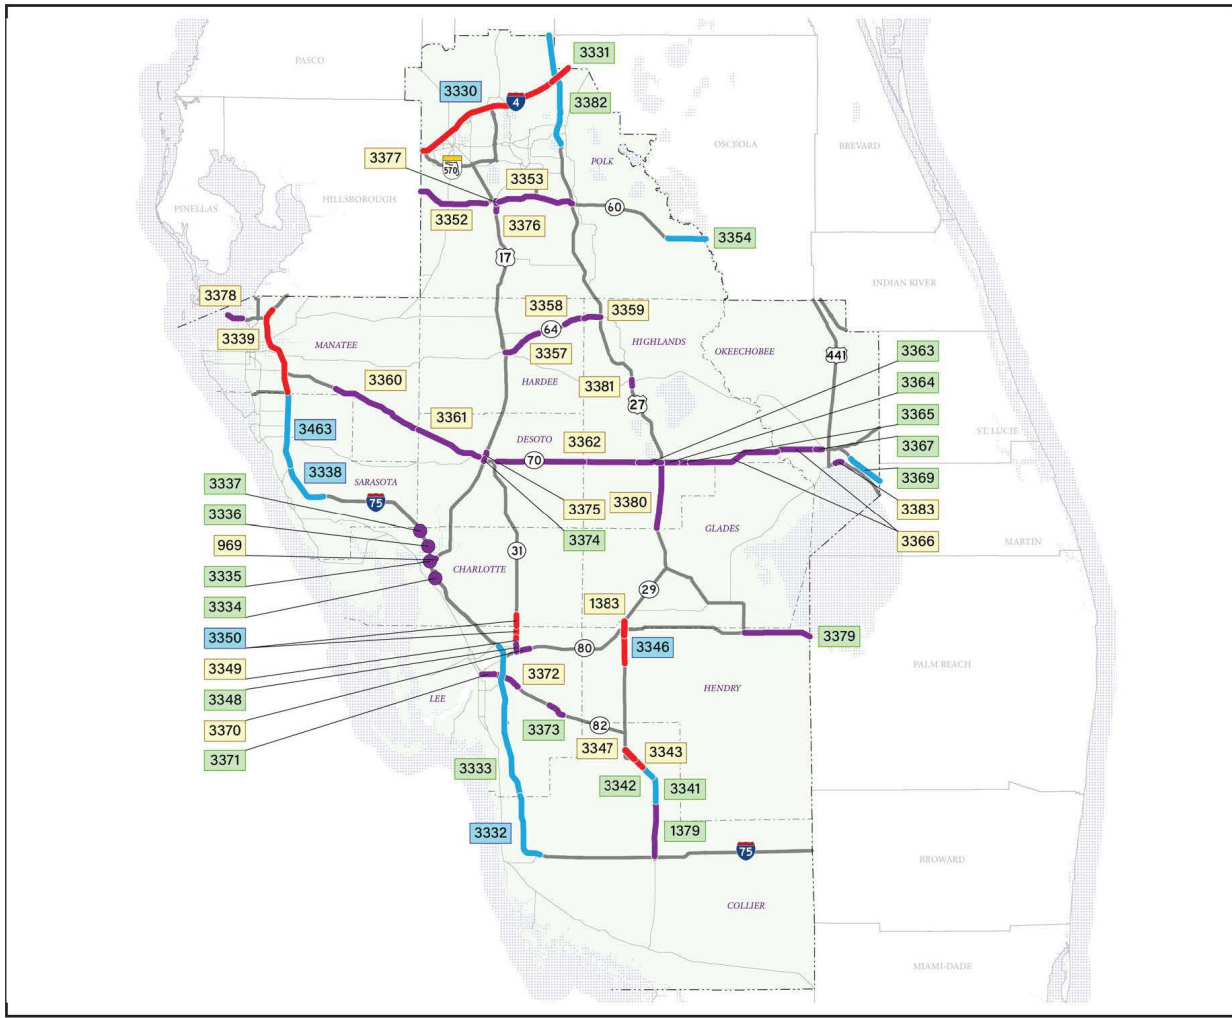 3331
PASCO
3330
4
3382
OSCEOLA
BREVARD
3377
POLK
570
3353
HILLSBOROUGH
PINELLAS
60
3352
3376
3354
17
INDIAN RIVER
3378
3358
3359
64
3339
MANATEE
HIGHLANDS
OKEECHOBEE
441
3363
3357
3360
HARDEE
3381
3364
27
3361
3365
3463
DESOTO
3362
ST. LUCIE
3367
70
3338
3369
SARASOTA
3337
75
3375
3380
3383
3336
GLADES
3374
3366
969
31
MARTIN
3335
CHARLOTTE
29
3334
1383
3350
3379
80
3346
3349
PALM BEACH
3372
HENDRY
3348
LEE
3370
82
3373
3347
3343
3371
3333
3342
3341
3332
1379
75
BROWARD
COLLIER
MIAMI-DADE